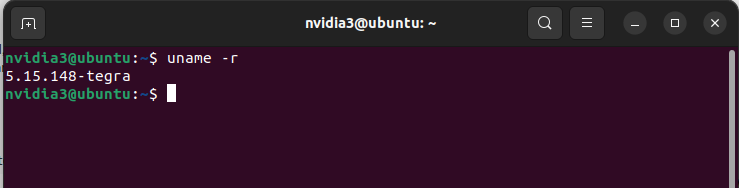 nvidia3@ubuntu: ~
nvidia3@ubuntu:~$ uname -r
5.15.148-tegra
nvidia3@ubuntu:~$